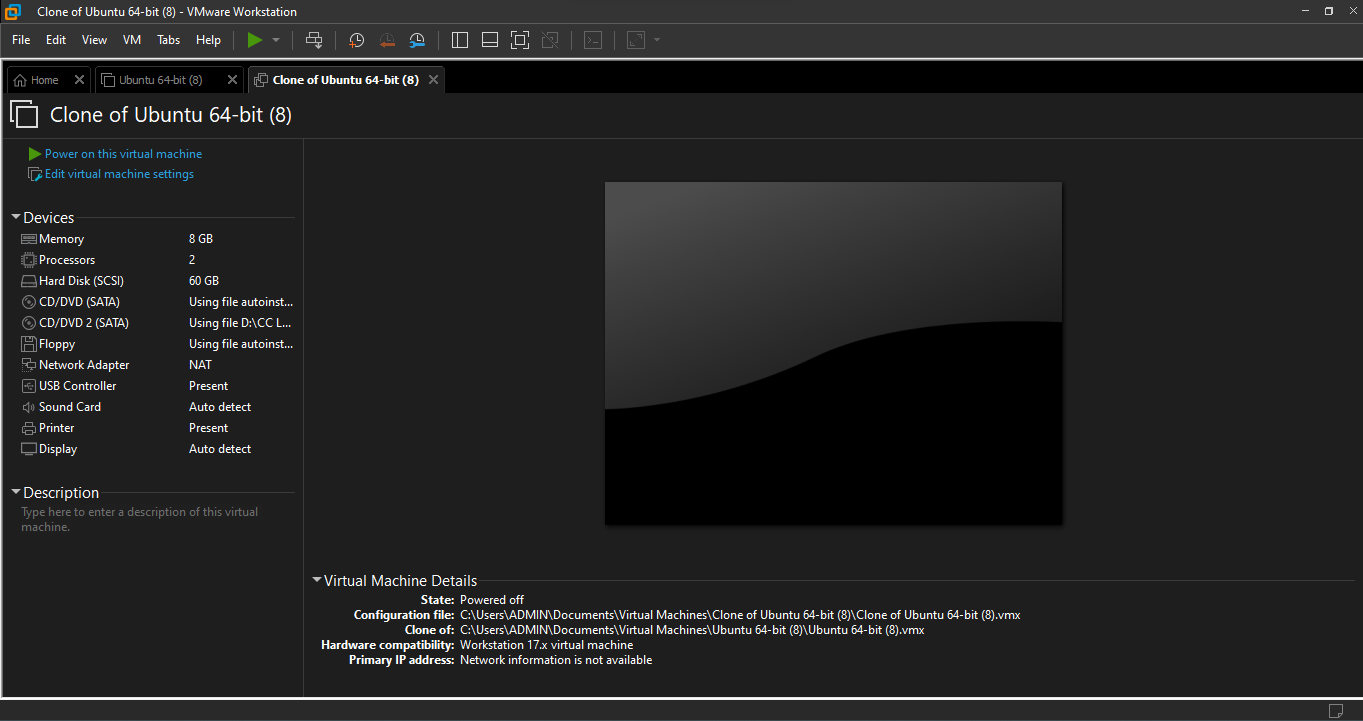 Clone of Ubuntu 64-bit (8) - VMware Workstation
File Edit View VM Tabs Help
Home Ubuntu 64-bit (8) Clone of Ubuntu 64-bit (8)
Clone of Ubuntu 64-bit (8)
Power on this virtual machine
Edit virtual machine settings
Devices
Memory 8 GB
Processors 2
Hard Disk (SCSI) 60 GB
CD/DVD (SATA) Using file autoinst...
CD/DVD 2 (SATA) Using file D:\CC L...
Floppy Using file autoinst...
Network Adapter NAT
USB Controller Present
Sound Card Auto detect
Printer Present
Display Auto detect
Description
Type here to enter a description of this virtual
machine.
Virtual Machine Details
State: Powered off
Configuration file: C:\Users\ADMIN\Documents\Virtual Machines\Clone of Ubuntu 64-bit (8)\Clone of Ubuntu 64-bit (8).vmx
Clone of: C:\Users\ADMIN\Documents\Virtual Machines\Ubuntu 64-bit (8)\Ubuntu 64-bit (8).vmx
Hardware compatibility: Workstation 17.x virtual machine
Primary IP address: Network information is not available